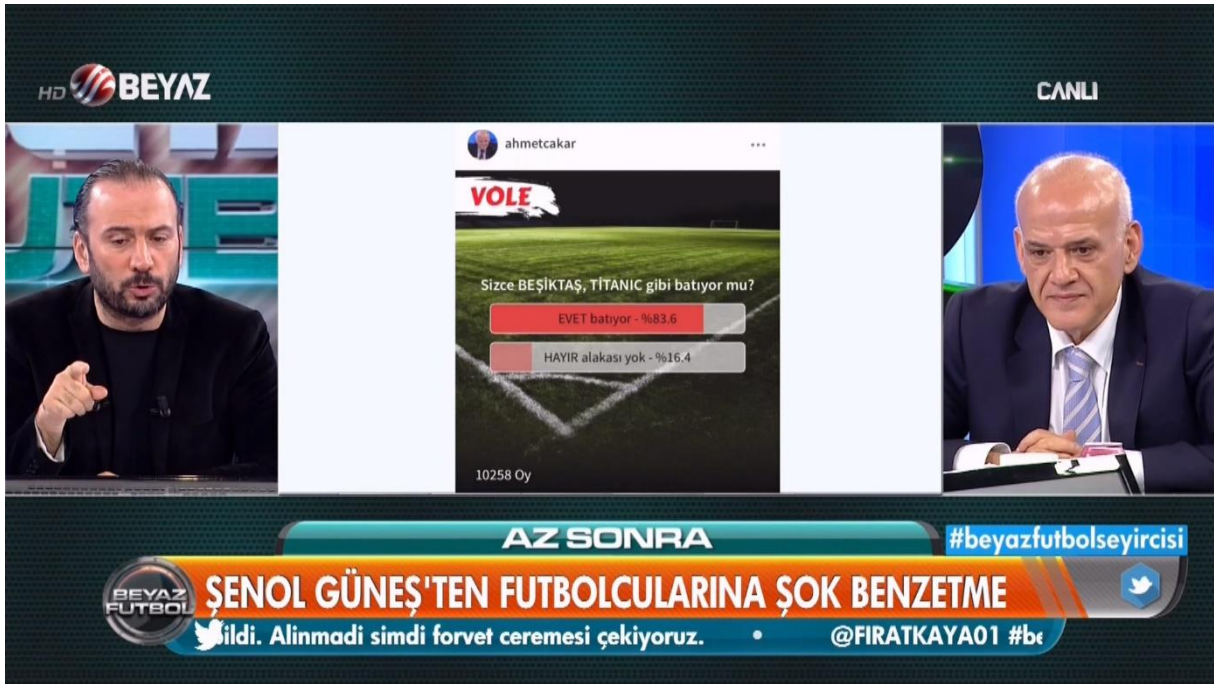 HD BEYAZ
CANLI
ahmetcakar
VOLE
Sizce BEŞİKTAŞ, TİTANIC gibi batıyor mu?
EVET batıyor - %83.6
HAYIR alakası yok - %16.4
10258 Oy
AZ SONRA
#beyazfutbolseyircisi
BEYAZ
FUTBOL
ŞENOL GÜNEŞ'TEN FUTBOLCULARINA ŞOK BENZETME
ildi. Alinmadi simdi forvet ceremesi çekiyoruz. • @FIRATKAYA01 #be